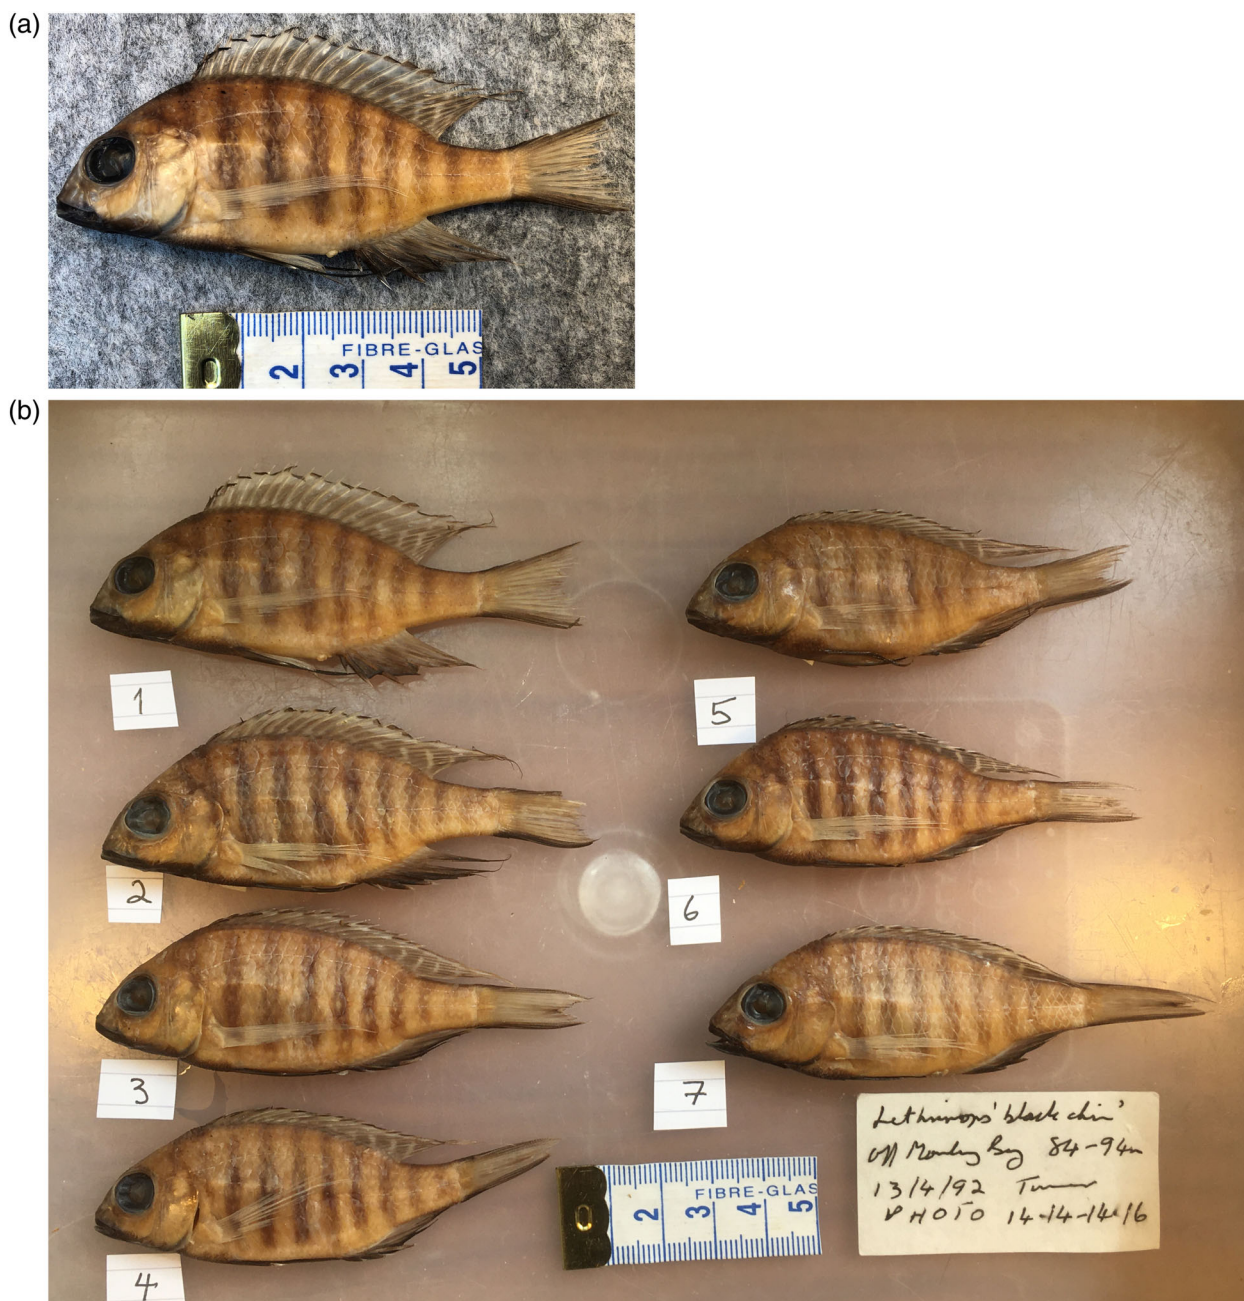 (a)
FIBRE-GLAS
2 3 4 5
(b)
1
5
2
6
3
7
4
Lethrinops 'black chin'
off Monkey Bay 84-94m
13/4/92 Turner
PHOTO 14-14-14-16
FIBRE-GLAS
2 3 4 5